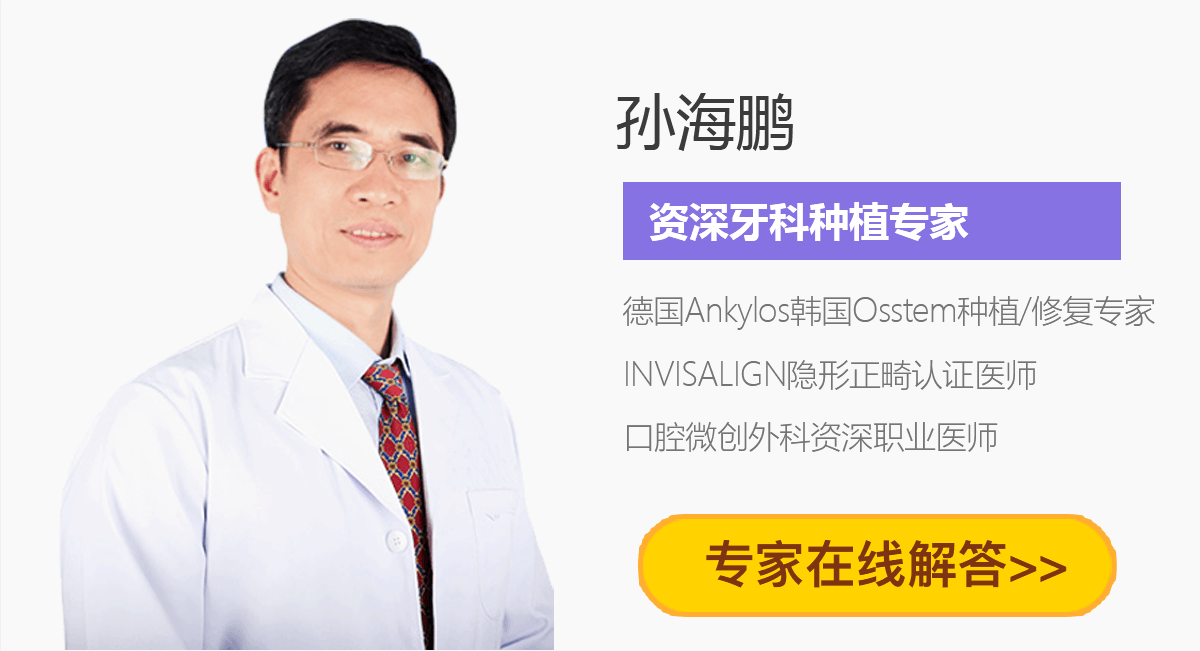 孙海鹏
资深牙科种植专家
德国Ankylos韩国Osstem种植/修复专家
INVISALIGN隐形正畸认证医师
口腔微创外科资深职业医师
专家在线解答>>